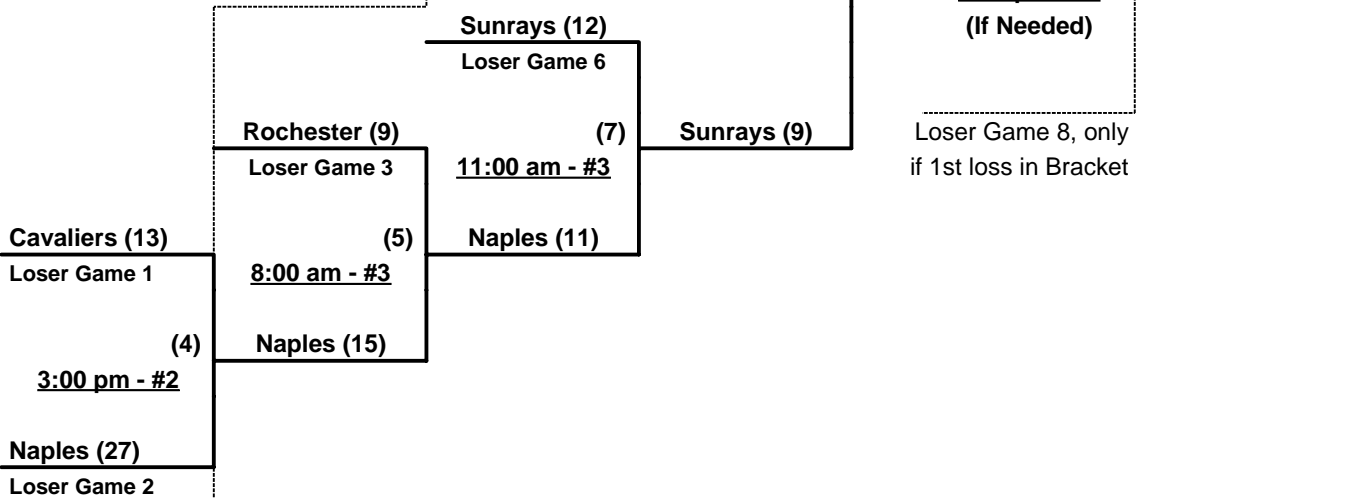 Sunrays (12)
(If Needed)
Loser Game 6
Rochester (9)
(7)
Sunrays (9)
Loser Game 8, only
Loser Game 3
11:00 am - #3
if 1st loss in Bracket
Cavaliers (13)
(5)
Naples (11)
Loser Game 1
8:00 am - #3
(4)
Naples (15)
3:00 pm - #2
Naples (27)
Loser Game 2